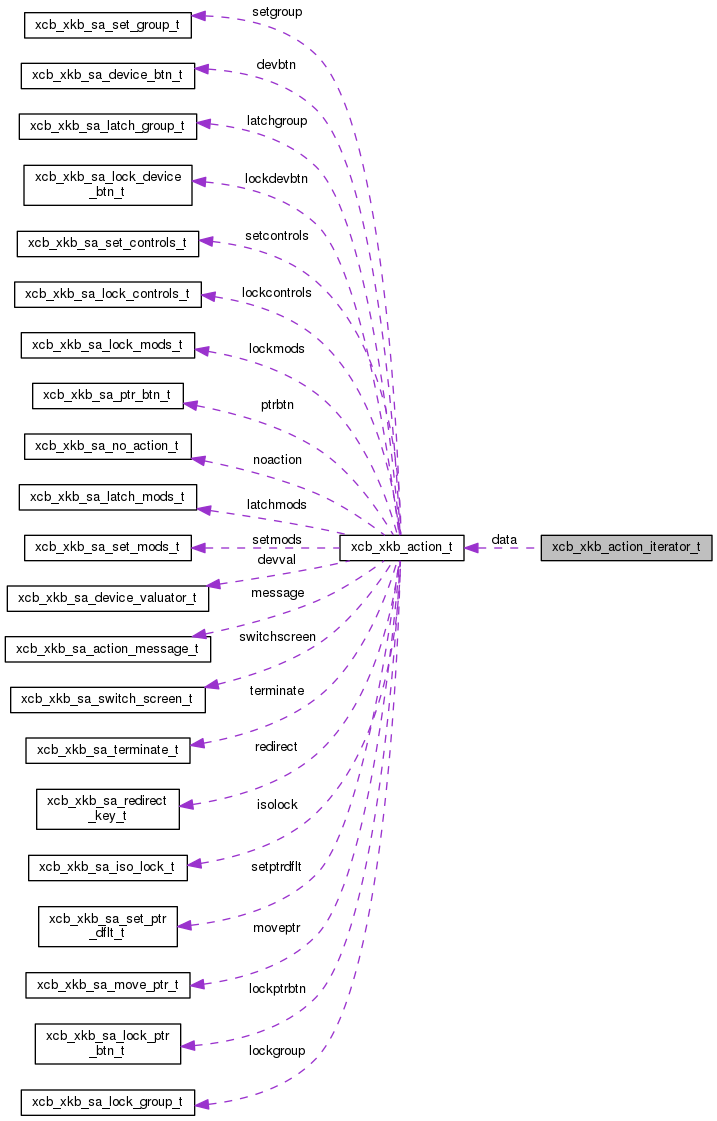 setgroup
xcb_xkb_sa_set_group_t
devbtn
xcb_xkb_sa_device_btn_t
latchgroup
xcb_xkb_sa_latch_group_t
lockdevbtn
xcb_xkb_sa_lock_device
_btn_t
setcontrols
xcb_xkb_sa_set_controls_t
lockcontrols
xcb_xkb_sa_lock_controls_t
lockmods
xcb_xkb_sa_lock_mods_t
ptrbtn
xcb_xkb_sa_ptr_btn_t
noaction
xcb_xkb_sa_no_action_t
latchmods
xcb_xkb_sa_latch_mods_t
setmods
xcb_xkb_sa_set_mods_t
xcb_xkb_action_t
data
xcb_xkb_action_iterator_t
devval
xcb_xkb_sa_device_valuator_t
message
xcb_xkb_sa_action_message_t
switchscreen
xcb_xkb_sa_switch_screen_t
terminate
xcb_xkb_sa_terminate_t
redirect
xcb_xkb_sa_redirect
_key_t
isolock
xcb_xkb_sa_iso_lock_t
setptrdflt
xcb_xkb_sa_set_ptr
_dflt_t
moveptr
xcb_xkb_sa_move_ptr_t
lockptrbtn
xcb_xkb_sa_lock_ptr
_btn_t
lockgroup
xcb_xkb_sa_lock_group_t